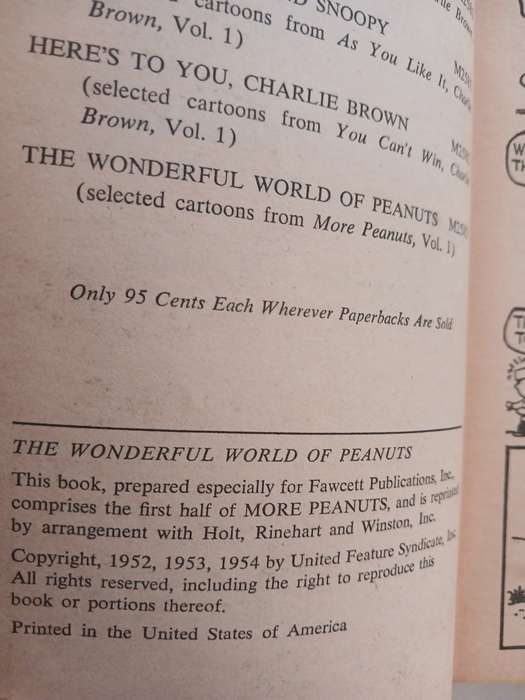 SNOOPY
cartoons from As You Like It,
Brown, Vol. 1)
HERE'S TO YOU, CHARLIE BROWN
(selected cartoons from You Can't Win,
Brown, Vol. 1)
THE WONDERFUL WORLD OF PEANUTS
(selected cartoons from More Peanuts, Vol. 1)
Only 95 Cents Each Wherever Paperbacks Are Sold
THE WONDERFUL WORLD OF PEANUTS
This book, prepared especially for Fawcett Publications, Inc.
comprises the first half of MORE PEANUTS, and is reprinted
by arrangement with Holt, Rinehart and Winston, Inc.
Copyright, 1952, 1953, 1954 by United Feature Syndicate, Inc
All rights reserved, including the right to reproduce this
book or portions thereof.
Printed in the United States of America